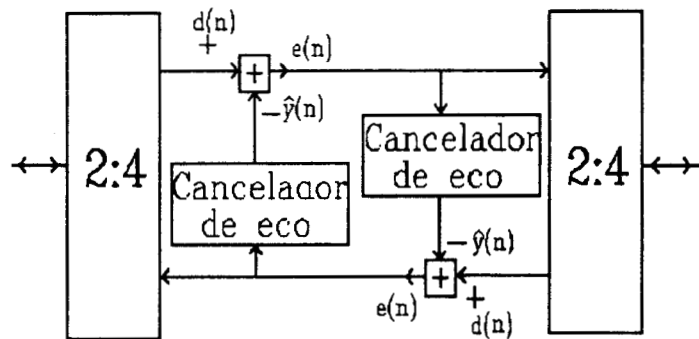 d(n)
+
e(n)
+
−ŷ(n)
2:4
Cancelador
de eco
Cancelador
de eco
2:4
−ŷ(n)
+
e(n)
+
d(n)